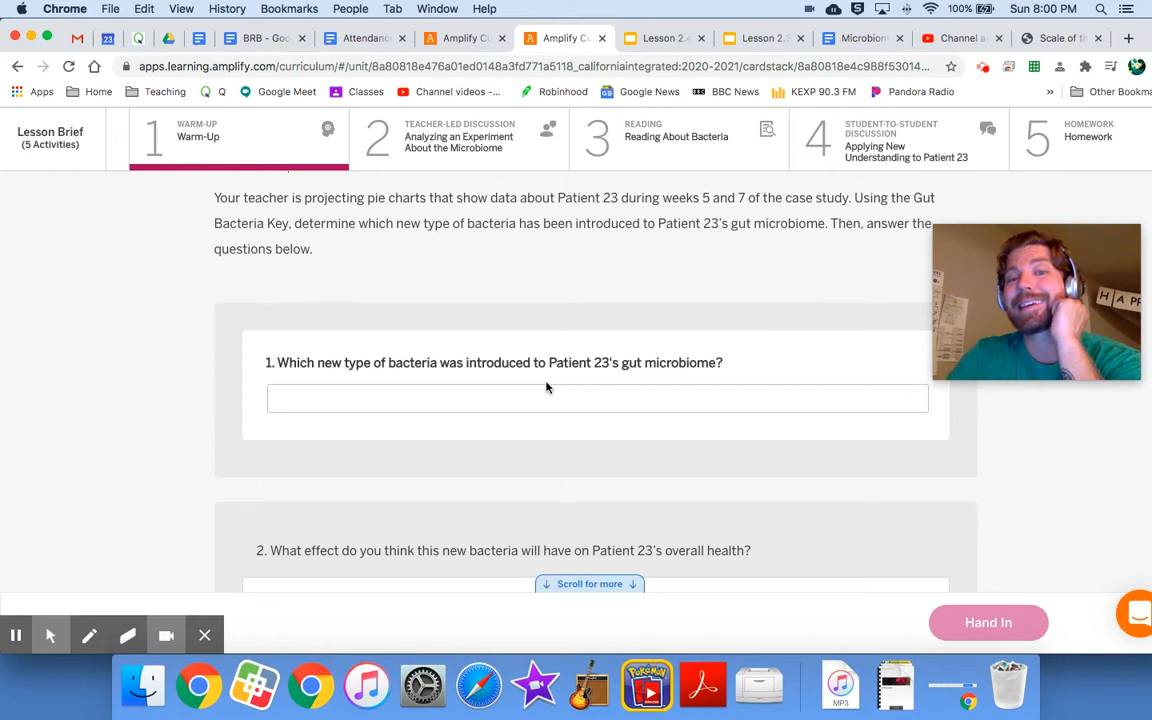 Chrome File Edit View History Bookmarks People Tab Window Help 100% Sun 8:00 PM
23 BRB - Goo Attendanc Amplify Cu Amplify Cu Lesson 2.4 Lesson 2.3 Microbiom Channel a Scale of th
apps.learning.amplify.com/curriculum/#/unit/8a80818e476a01ed0148a3fd771a5118_californiaintegrated:2020-2021/cardstack/8a80818e4c988f53014...
Apps Home Teaching Q Google Meet Classes Channel videos -... Robinhood Google News BBC News KEXP 90.3 FM Pandora Radio » Other Bookma
Lesson Brief
(5 Activities)
1 WARM-UP
Warm-Up
2 TEACHER-LED DISCUSSION
Analyzing an Experiment
About the Microbiome
3 READING
Reading About Bacteria
4 STUDENT-TO-STUDENT
DISCUSSION
Applying New
Understanding to Patient 23
5 HOMEWORK
Homework
Your teacher is projecting pie charts that show data about Patient 23 during weeks 5 and 7 of the case study. Using the Gut
Bacteria Key, determine which new type of bacteria has been introduced to Patient 23's gut microbiome. Then, answer the
questions below.
H A P
1. Which new type of bacteria was introduced to Patient 23's gut microbiome?
2. What effect do you think this new bacteria will have on Patient 23's overall health?
↓ Scroll for more ↓
Hand In
POKÉMON
MP3